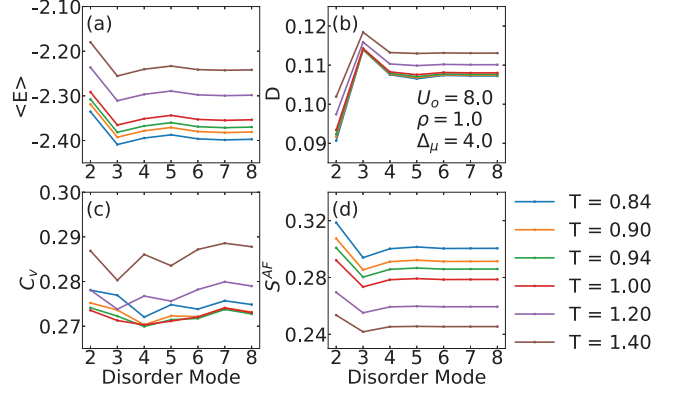 -2.10
-2.20
-2.30
-2.40
<E>
(a)
2 3 4 5 6 7 8
0.12
0.11
0.10
0.09
D
(b)
U_o = 8.0
ρ = 1.0
Δ_μ = 4.0
2 3 4 5 6 7 8
0.30
0.29
0.28
0.27
C_v
(c)
2 3 4 5 6 7 8
Disorder Mode
0.32
0.28
0.24
S^{AF}
(d)
2 3 4 5 6 7 8
Disorder Mode
T = 0.84
T = 0.90
T = 0.94
T = 1.00
T = 1.20
T = 1.40